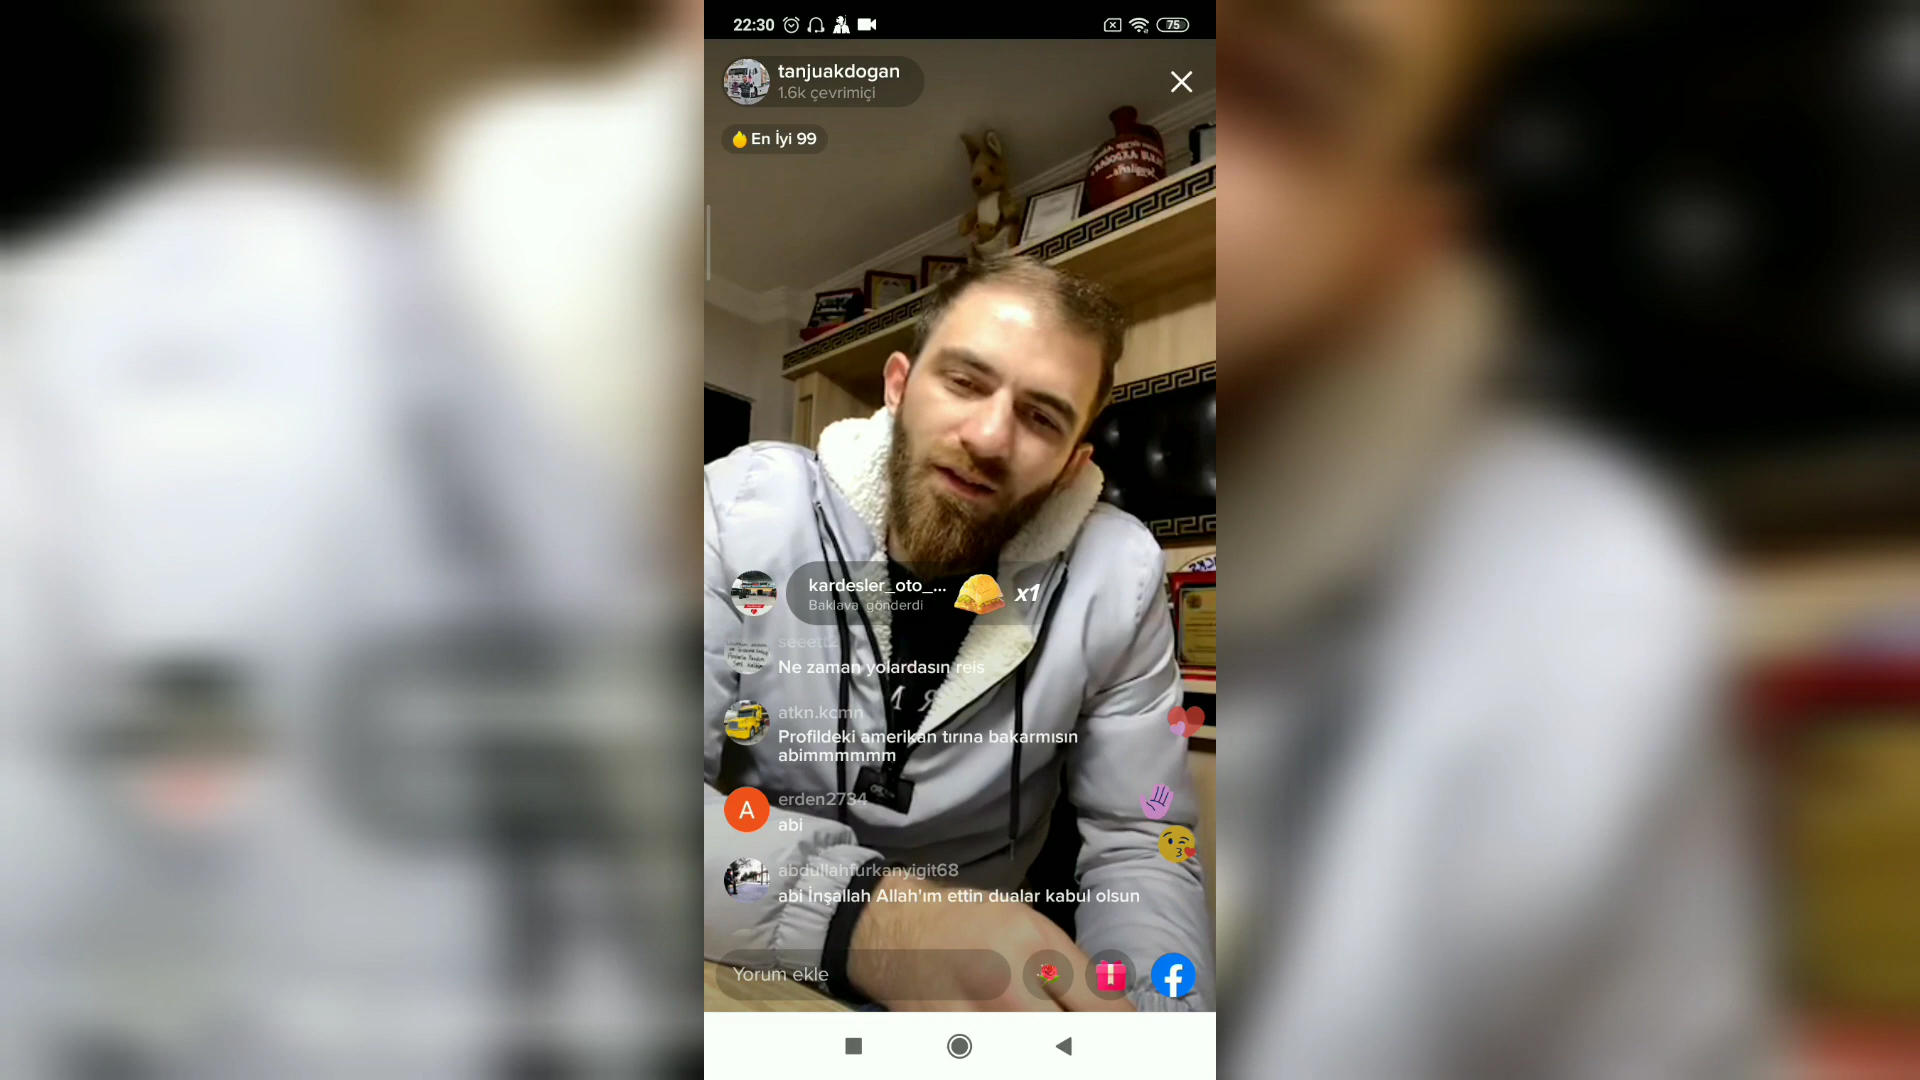 22:30
75
tanjuakdogan
1.6k çevrimiçi
En İyi 99
kardesler_oto_...
Baklava gönderdi
x1
Ne zaman yolardasın reis
atkn.kcmn
Profildeki amerikan tırına bakarmısın
abimmmmmm
A
erden2734
abi
abdullahfurkanyigit68
abi İnşallah Allah'ım ettin dualar kabul olsun
Yorum ekle